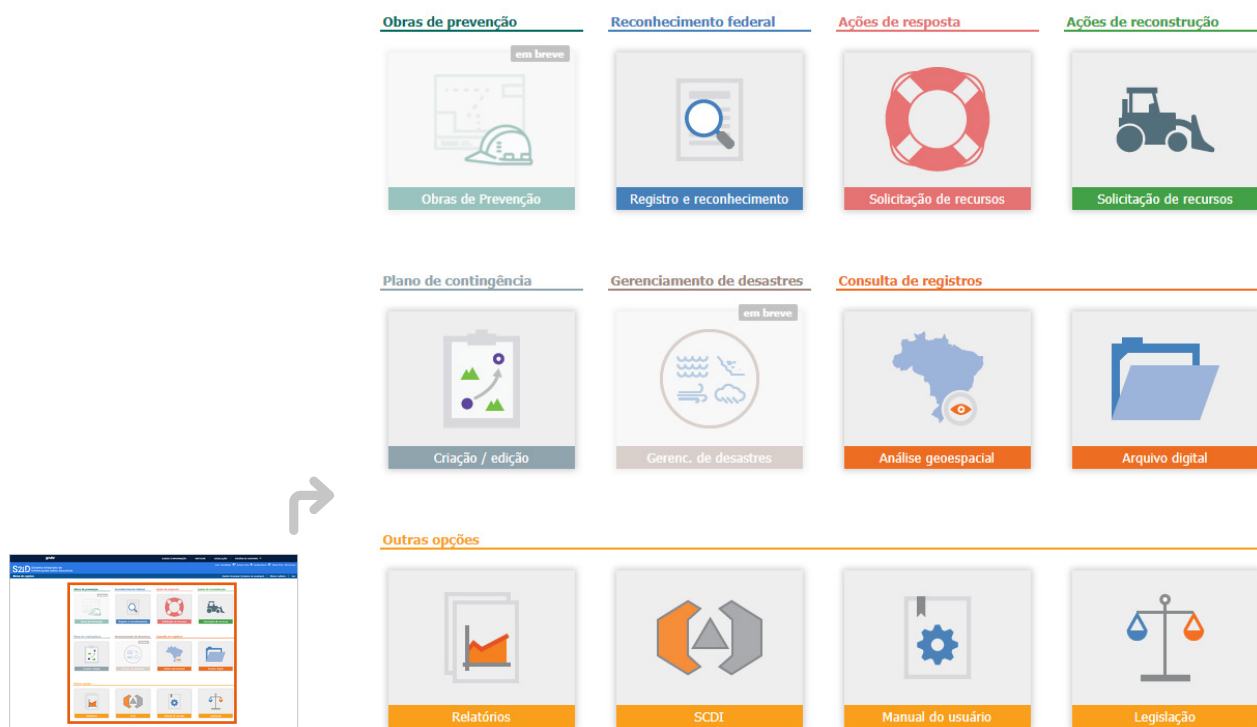 Obras de prevenção
Reconhecimento federal
Ações de resposta
Ações de reconstrução
em breve
Obras de Prevenção
Registro e reconhecimento
Solicitação de recursos
Solicitação de recursos
Plano de contingência
Gerenciamento de desastres
Consulta de registros
em breve
Criação / edição
Gerenc. de desastres
Análise geoespacial
Arquivo digital
Outras opções
Relatórios
SCDI
Manual do usuário
Legislação
S2iD